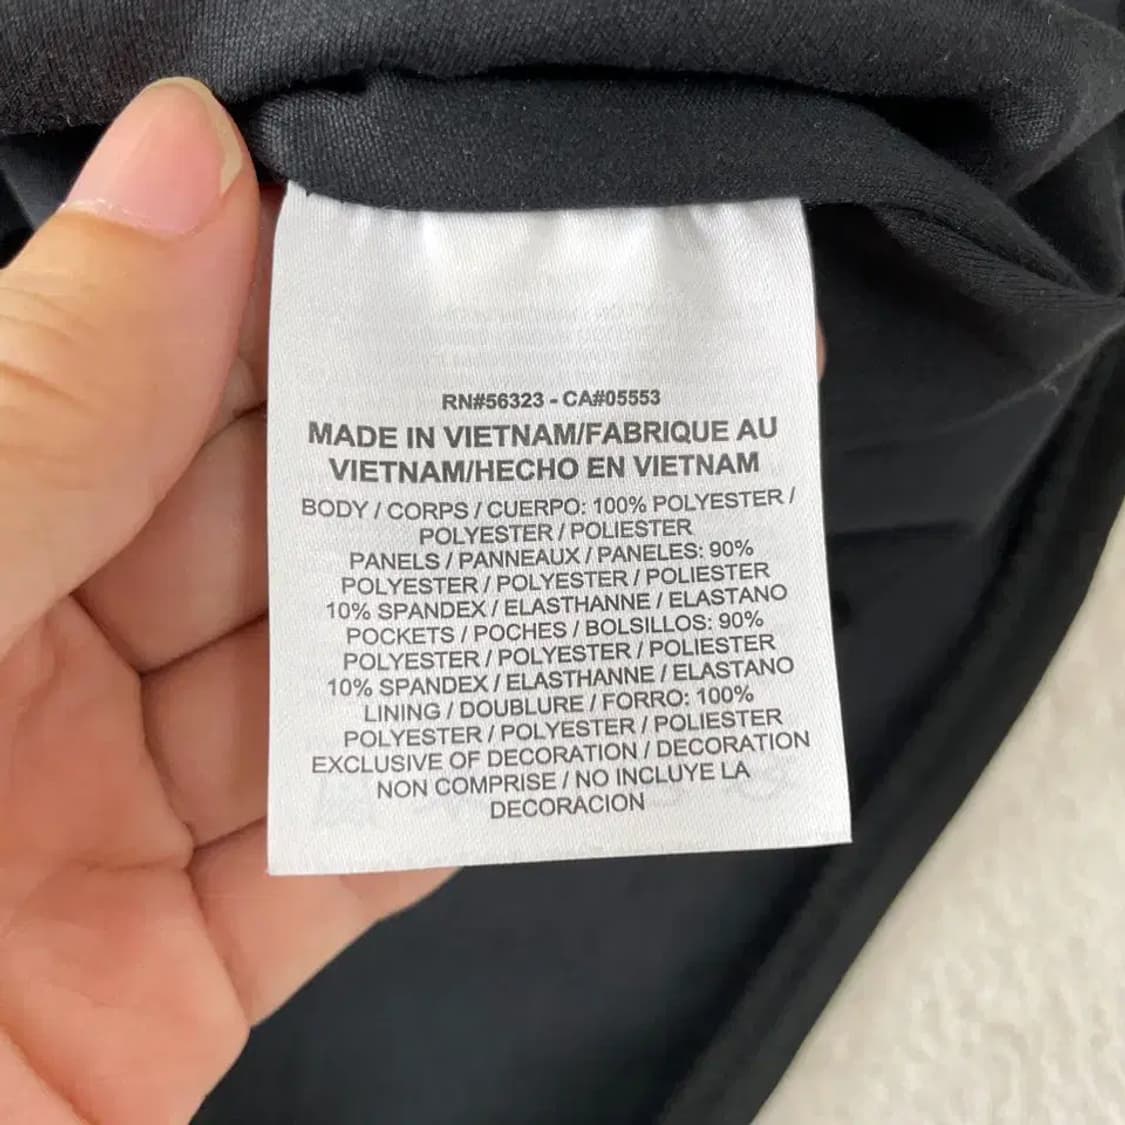 RN#56323 - CA#05553
MADE IN VIETNAM/FABRIQUE AU
VIETNAM/HECHO EN VIETNAM
BODY / CORPS / CUERPO: 100% POLYESTER /
POLYESTER / POLIESTER
PANELS / PANNEAUX / PANELES: 90%
POLYESTER / POLYESTER / POLIESTER
10% SPANDEX / ELASTHANNE / ELASTANO
POCKETS / POCHES / BOLSILLOS: 90%
POLYESTER / POLYESTER / POLIESTER
10% SPANDEX / ELASTHANNE / ELASTANO
LINING / DOUBLURE / FORRO: 100%
POLYESTER / POLYESTER / POLIESTER
EXCLUSIVE OF DECORATION / DECORATION
NON COMPRISE / NO INCLUYE LA
DECORACION